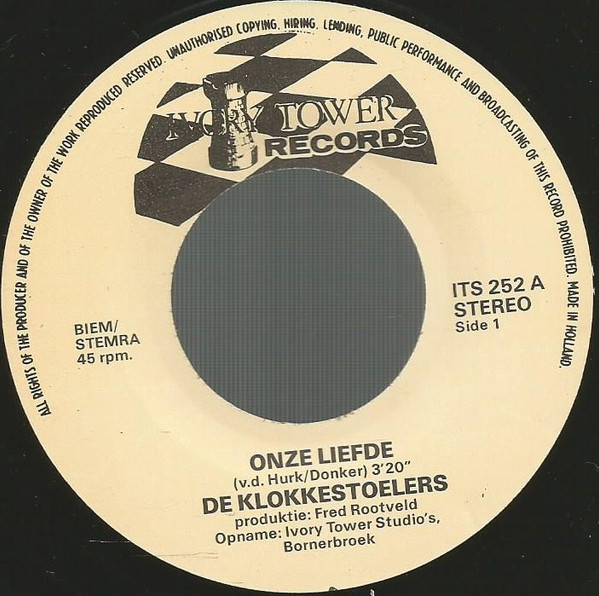 ALL RIGHTS OF THE PRODUCER AND OF THE OWNER OF THE WORK REPRODUCED RESERVED. UNAUTHORISED COPYING, HIRING, LENDING, PUBLIC PERFORMANCE AND BROADCASTING OF THIS RECORD PROHIBITED. MADE IN HOLLAND.
IVORY TOWER
RECORDS
ITS 252 A
STEREO
Side 1
BIEM/
STEMRA
45 rpm.
ONZE LIEFDE
(v.d. Hurk/Donker) 3'20"
DE KLOKKESTOELERS
produktie: Fred Rootveld
Opname: Ivory Tower Studio's,
Bornerbroek